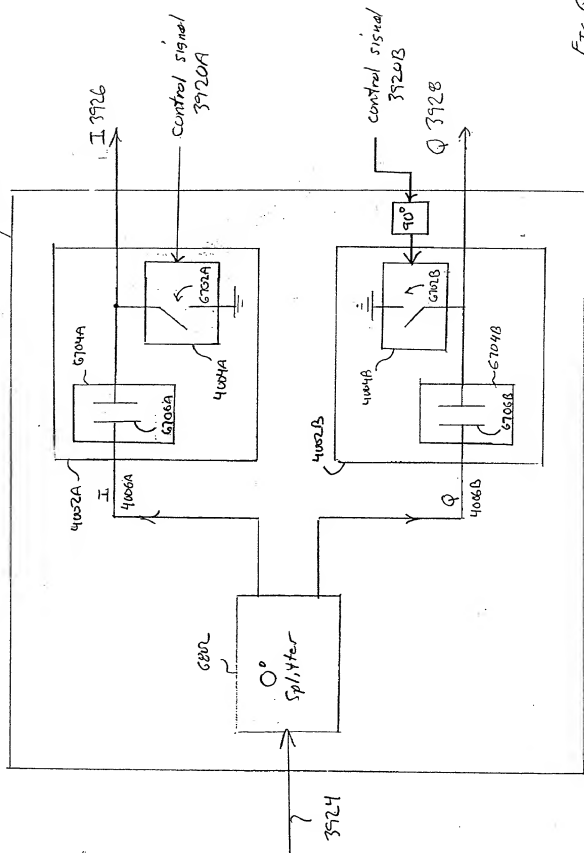 I 3926
control signal
3920A
6704A
6706A
6702A
4004A
4002A
I
4006A
6802
0°
Splitter
3924
control signal
3920B
90°
Q 3928
6702B
4004B
6704B
6706B
4002B
Q
4006B